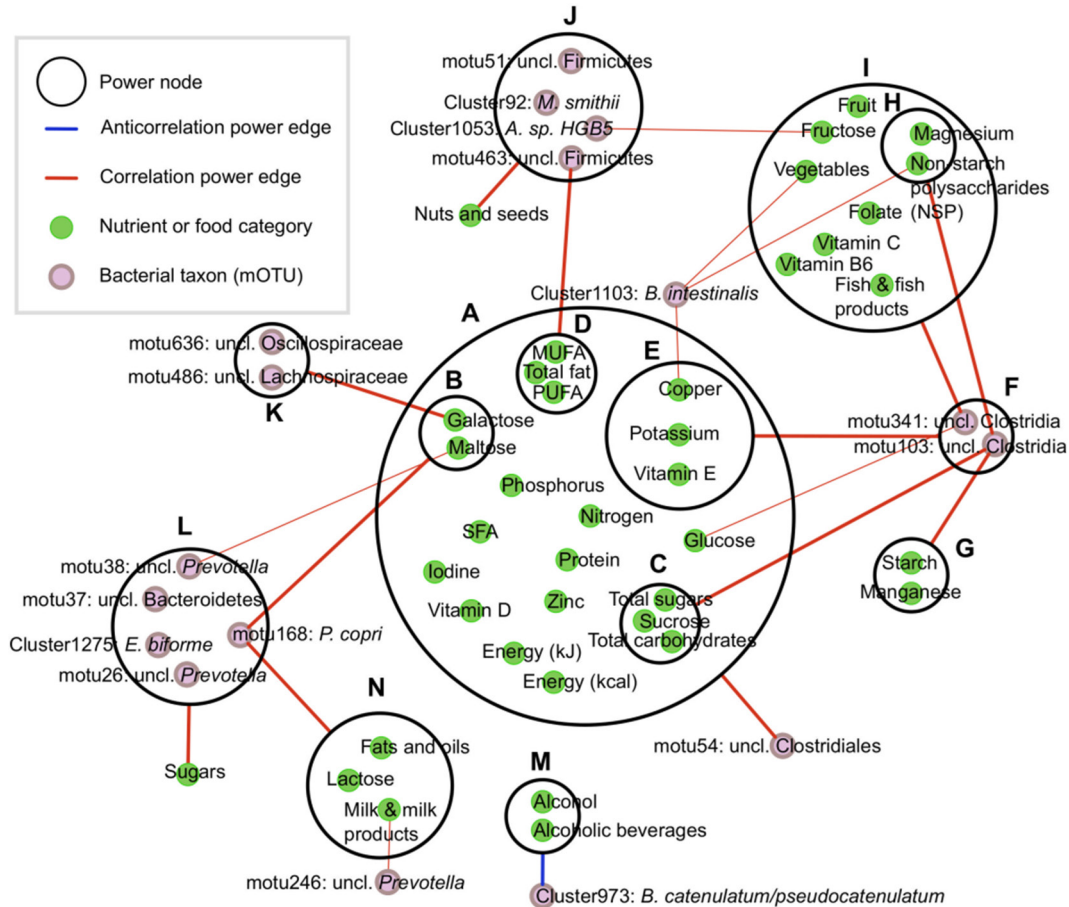 J
motu51: uncl. Firmicutes
Cluster92: M. smithii
Cluster1053: A. sp. HGB5
motu463: uncl. Firmicutes
Power node
Anticorrelation power edge
Correlation power edge
Nutrient or food category
Bacterial taxon (mOTU)
Nuts and seeds
I
H
Fruit
Fructose
Magnesium
Vegetables
Non-starch
polysaccharides
(NSP)
Folate
Vitamin C
Vitamin B6
Fish & fish
products
Cluster1103: B. intestinalis
A
D
MUFA
Total fat
PUFA
E
Copper
Potassium
Vitamin E
motu636: uncl. Oscillospiraceae
motu486: uncl. Lachnospiraceae
K
B
Galactose
Maltose
F
motu341: uncl. Clostridia
motu103: uncl. Clostridia
Phosphorus
Nitrogen
SFA
Glucose
Protein
Iodine
Zinc
Vitamin D
C
Total sugars
Sucrose
Total carbohydrates
Energy (kJ)
Energy (kcal)
G
Starch
Manganese
L
motu38: uncl. Prevotella
motu37: uncl. Bacteroidetes
motu168: P. copri
Cluster1275: E. biforme
motu26: uncl. Prevotella
Sugars
N
Fats and oils
Lactose
Milk & milk
products
motu246: uncl. Prevotella
motu54: uncl. Clostridiales
M
Alcohol
Alcoholic beverages
Cluster973: B. catenulatum/pseudocatenulatum